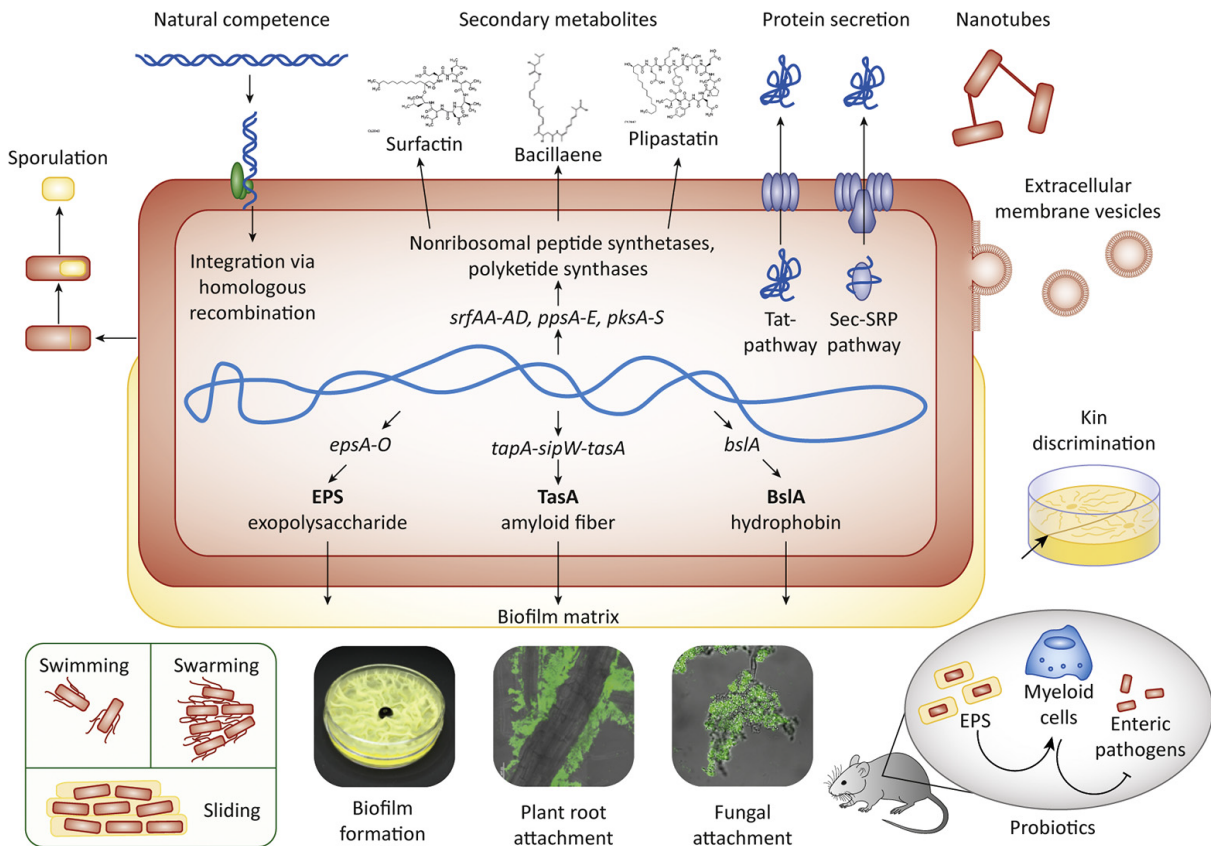 Natural competence
Secondary metabolites
Protein secretion
Nanotubes
Surfactin
Bacillaene
Plipastatin
Sporulation
Extracellular
membrane vesicles
Nonribosomal peptide synthetases,
polyketide synthases
Integration via
homologous
recombination
srfAA-AD, ppsA-E, pksA-S
Tat-
pathway
Sec-SRP
pathway
epsA-O
tapA-sipW-tasA
bslA
Kin
discrimination
EPS
exopolysaccharide
TasA
amyloid fiber
BslA
hydrophobin
Biofilm matrix
Swimming
Swarming
Sliding
Biofilm
formation
Plant root
attachment
Fungal
attachment
EPS
Myeloid
cells
Enteric
pathogens
Probiotics